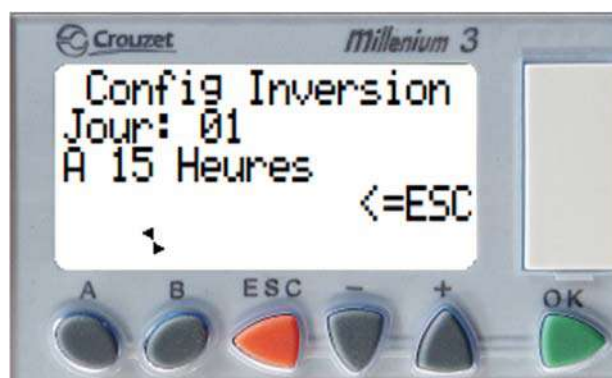 Crouzet
Millenium 3
Config Inversion
Jour: 01
A 15 Heures
<=ESC
A B ESC - + OK